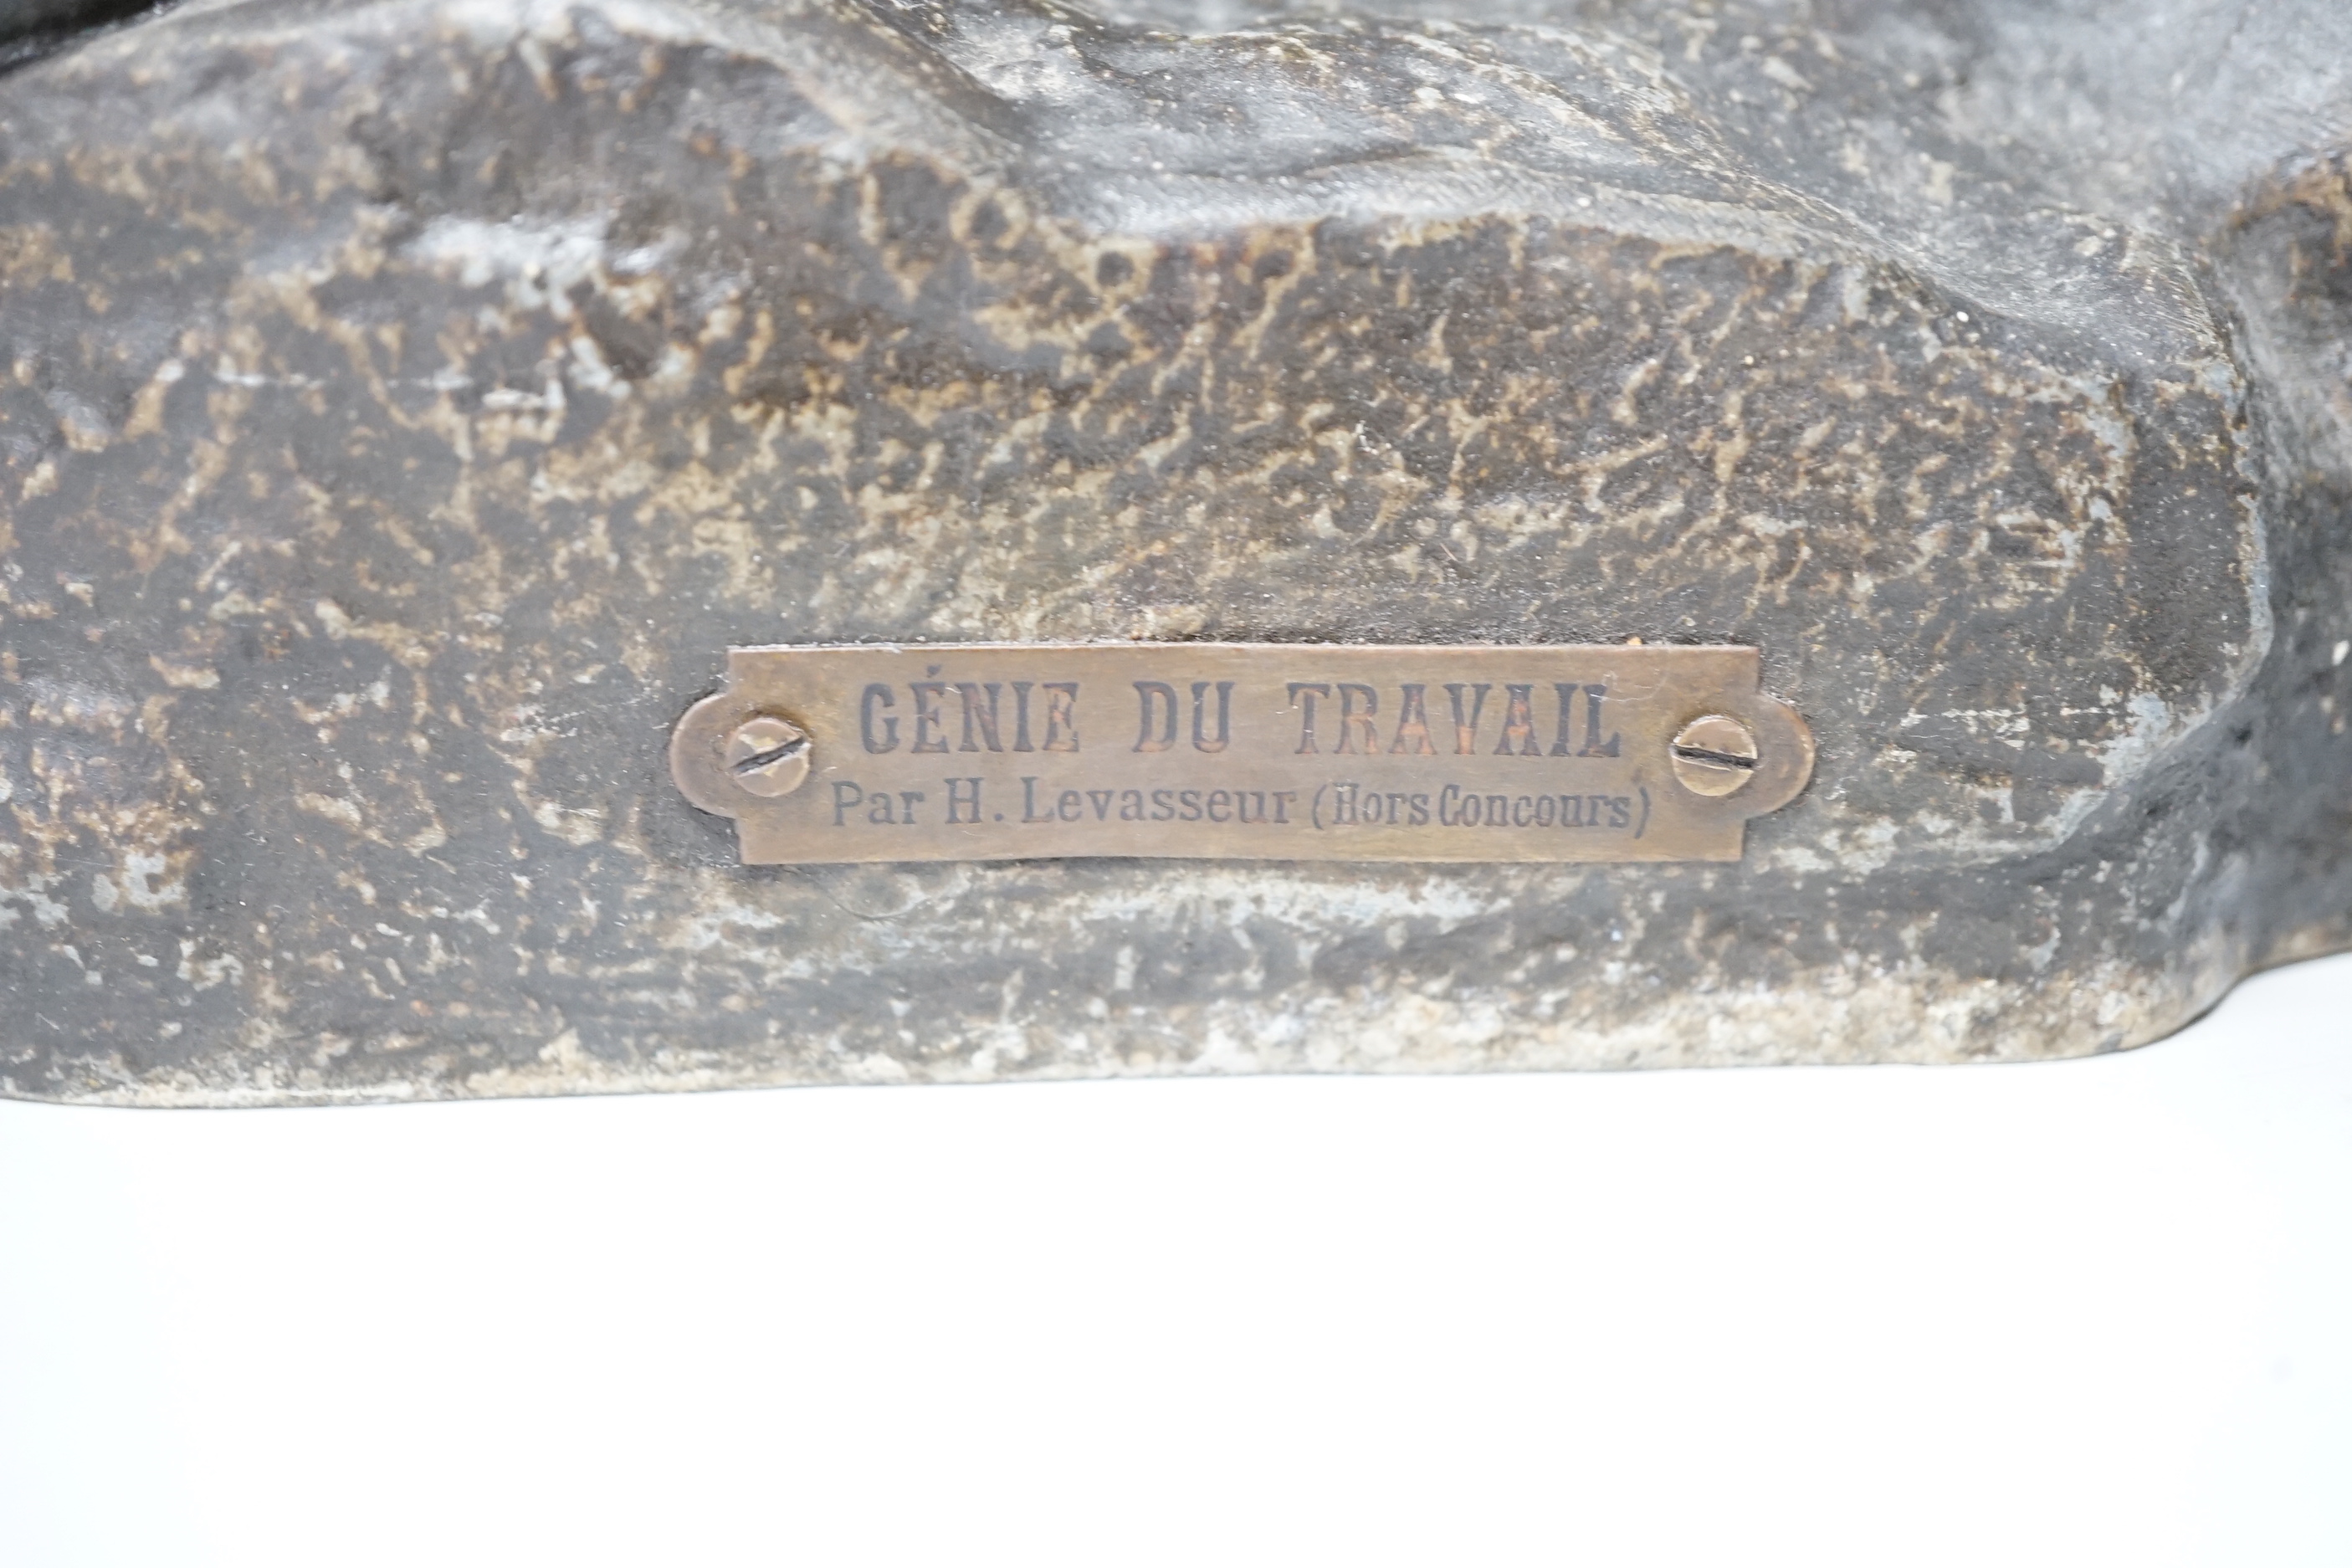 GÉNIE DU TRAVAIL
Par H. Levasseur (Hors Concours)